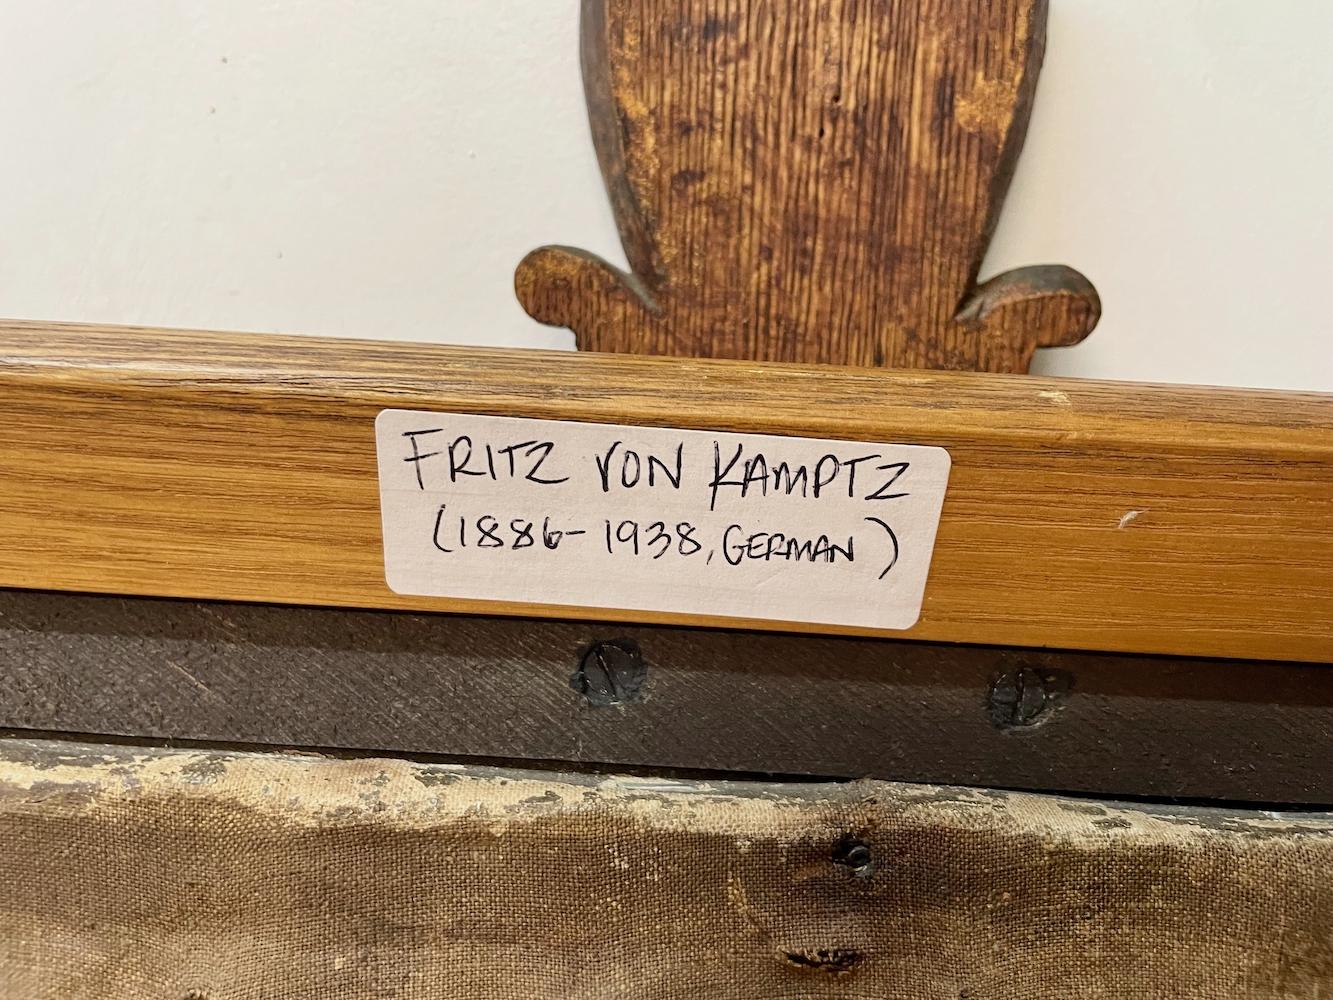 FRITZ VON KAMPTZ
(1886-1938, GERMAN)